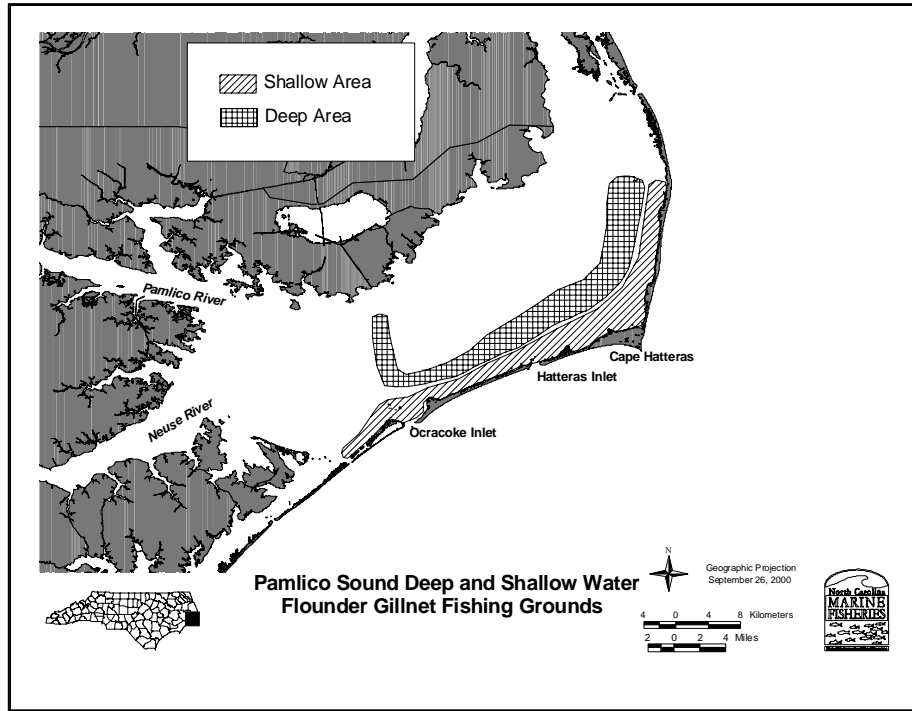 Shallow Area
Deep Area
Pamlico River
Neuse River
Cape Hatteras
Hatteras Inlet
Ocracoke Inlet
Pamlico Sound Deep and Shallow Water
Flounder Gillnet Fishing Grounds
N
Geographic Projection
September 26, 2000
4 0 4 8 Kilometers
2 0 2 4 Miles
North Carolina
MARINE
FISHERIES